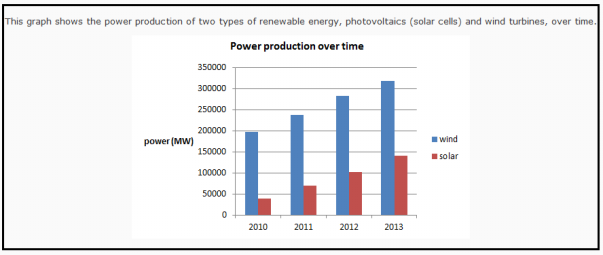 This graph shows the power production of two types of renewable energy, photovoltaics (solar cells) and wind turbines, over time.
Power production over time
350000
300000
250000
200000
150000
100000
50000
0
power (MW)
wind
solar
2010 2011 2012 2013